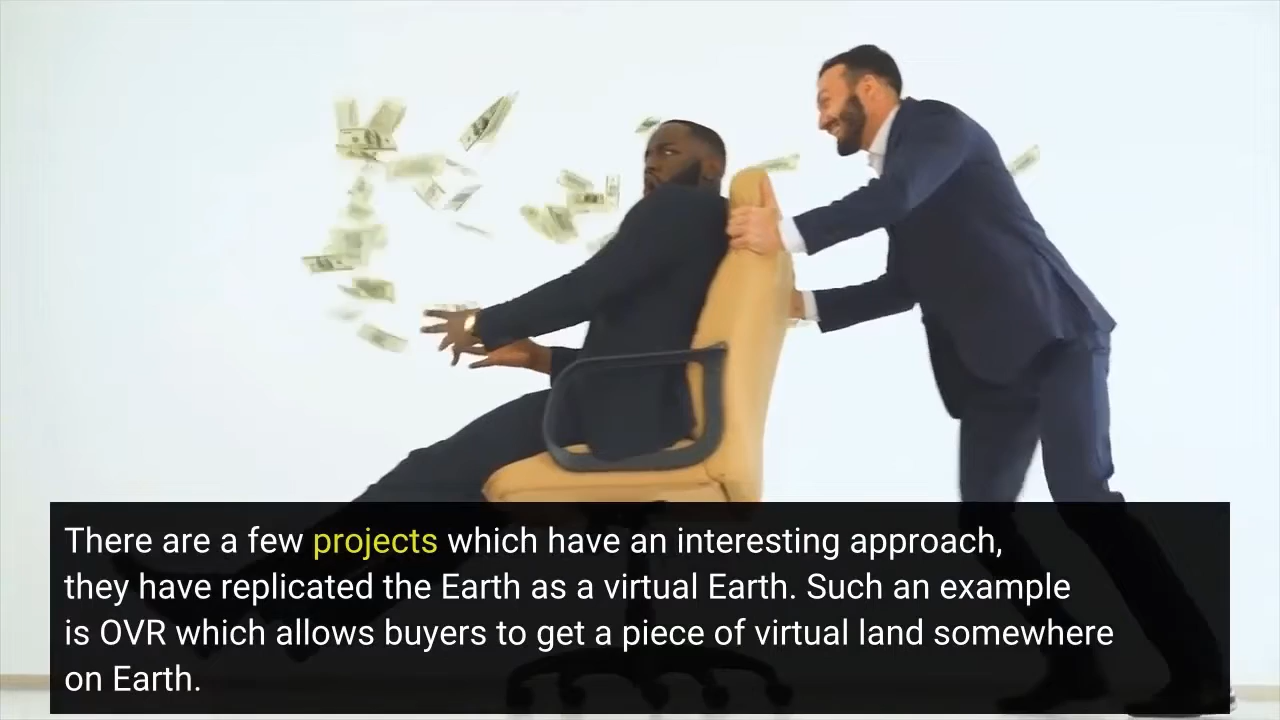 There are a few projects which have an interesting approach,
they have replicated the Earth as a virtual Earth. Such an example
is OVR which allows buyers to get a piece of virtual land somewhere
on Earth.